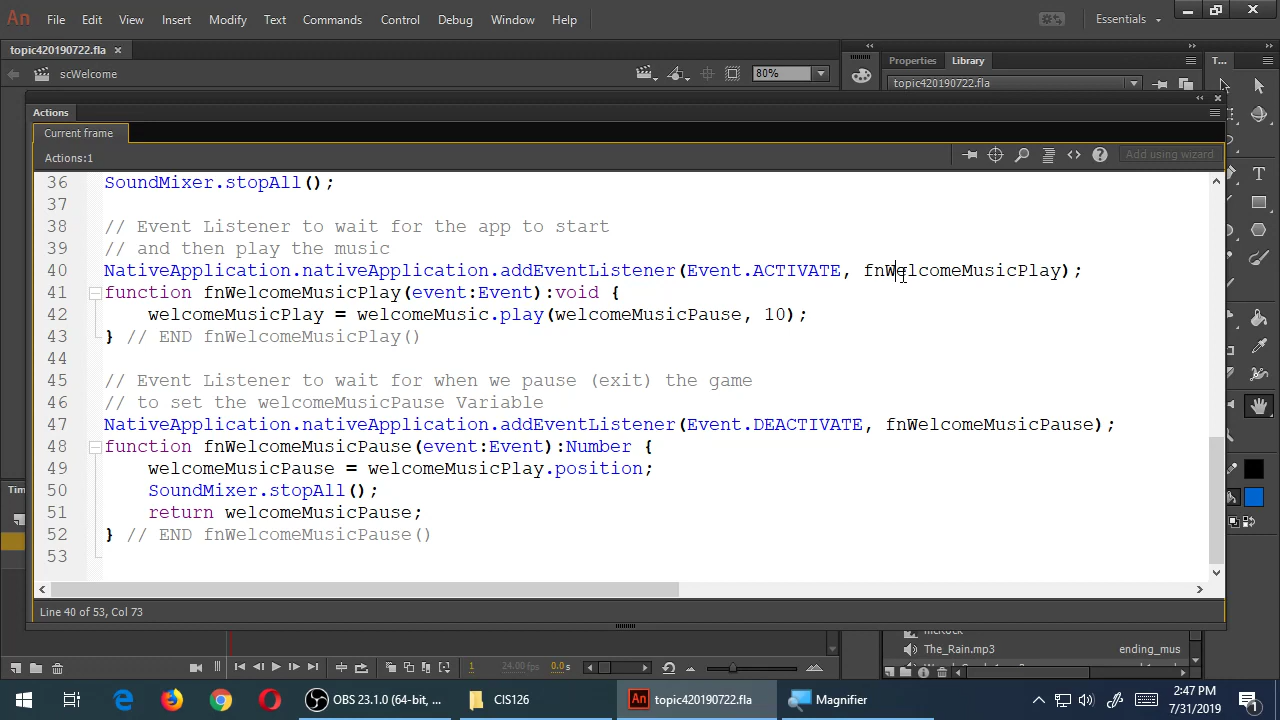 An File Edit View Insert Modify Text Commands Control Debug Window Help Essentials
topic420190722.fla × Properties Library T...
scWelcome 80% topic420190722.fla
Actions
Current frame
Actions:1 Add using wizard
36 SoundMixer.stopAll();
37
38 // Event Listener to wait for the app to start
39 // and then play the music
40 NativeApplication.nativeApplication.addEventListener(Event.ACTIVATE, fnWelcomeMusicPlay);
41 function fnWelcomeMusicPlay(event:Event):void {
42 welcomeMusicPlay = welcomeMusic.play(welcomeMusicPause, 10);
43 } // END fnWelcomeMusicPlay()
44
45 // Event Listener to wait for when we pause (exit) the game
46 // to set the welcomeMusicPause Variable
47 NativeApplication.nativeApplication.addEventListener(Event.DEACTIVATE, fnWelcomeMusicPause);
48 function fnWelcomeMusicPause(event:Event):Number {
49 welcomeMusicPause = welcomeMusicPlay.position;
50 SoundMixer.stopAll();
51 return welcomeMusicPause;
52 } // END fnWelcomeMusicPause()
53
Tim
Line 40 of 53, Col 73
The_Rain.mp3 ending_mus
1 24.00 fps 0.0 s
OBS 23.1.0 (64-bit, ... CIS126 An topic420190722.fla Magnifier
2:47 PM
7/31/2019
1